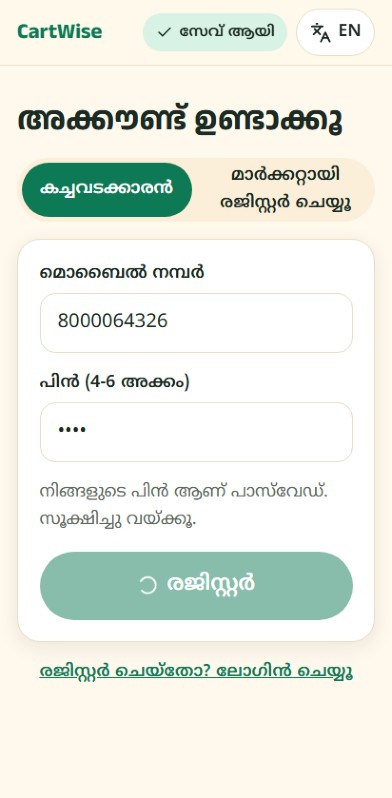 CartWise
സേവ് ആയി
EN
അക്കൗണ്ട് ഉണ്ടാക്കൂ
കച്ചവടക്കാരൻ
മാർക്കറ്റായി
രജിസ്റ്റർ ചെയ്യൂ
മൊബൈൽ നമ്പർ
8000064326
പിൻ (4-6 അക്കം)
••••
നിങ്ങളുടെ പിൻ ആണ് പാസ്‌വേഡ്.
സൂക്ഷിച്ചു വയ്ക്കൂ.
രജിസ്റ്റർ
രജിസ്റ്റർ ചെയ്തോ? ലോഗിൻ ചെയ്യൂ